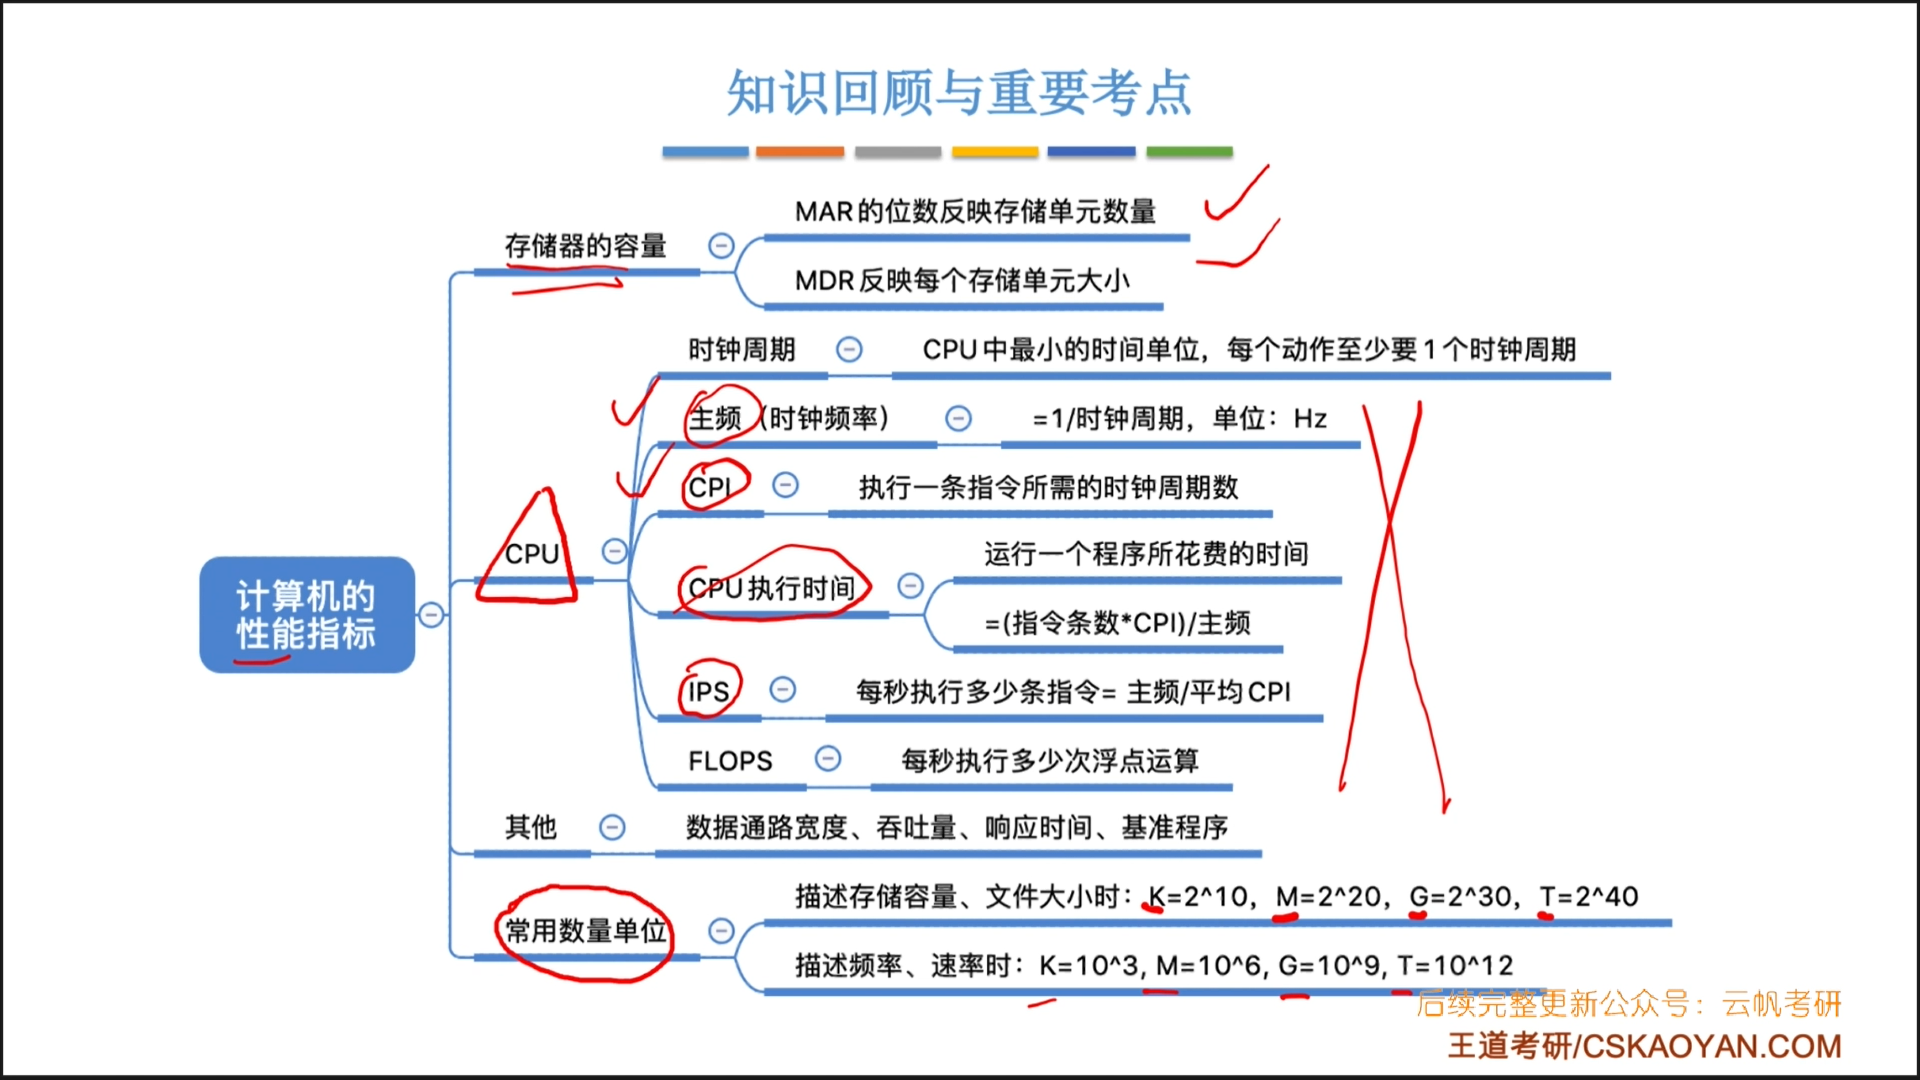 知识回顾与重要考点
存储器的容量
MAR的位数反映存储单元数量
MDR反映每个存储单元大小
时钟周期
CPU中最小的时间单位，每个动作至少要1个时钟周期
主频（时钟频率）
=1/时钟周期，单位：Hz
CPI
执行一条指令所需的时钟周期数
CPU
计算机的
性能指标
CPU执行时间
运行一个程序所花费的时间
=(指令条数*CPI)/主频
IPS
每秒执行多少条指令= 主频/平均CPI
FLOPS
每秒执行多少次浮点运算
其他
数据通路宽度、吞吐量、响应时间、基准程序
常用数量单位
描述存储容量、文件大小时：K=2^10，M=2^20，G=2^30，T=2^40
描述频率、速率时：K=10^3, M=10^6, G=10^9, T=10^12
后续完整更新公众号：云帆考研
王道考研/CSKAOYAN.COM